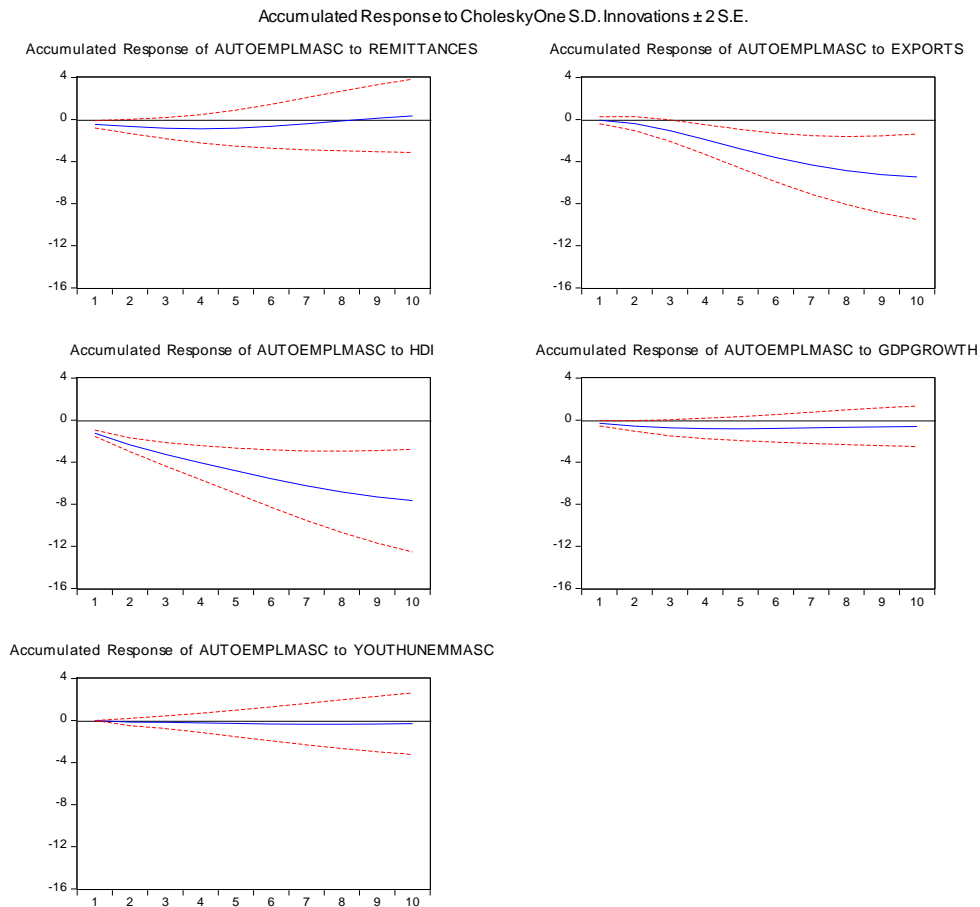 Accumulated Response to Cholesky One S.D. Innovations ± 2 S.E.
Accumulated Response of AUTOEMPLMASC to REMITTANCES
4
0
-4
-8
-12
-16
1 2 3 4 5 6 7 8 9 10
Accumulated Response of AUTOEMPLMASC to EXPORTS
4
0
-4
-8
-12
-16
1 2 3 4 5 6 7 8 9 10
Accumulated Response of AUTOEMPLMASC to HDI
4
0
-4
-8
-12
-16
1 2 3 4 5 6 7 8 9 10
Accumulated Response of AUTOEMPLMASC to GDPGROWTH
4
0
-4
-8
-12
-16
1 2 3 4 5 6 7 8 9 10
Accumulated Response of AUTOEMPLMASC to YOUTHUNEMMASC
4
0
-4
-8
-12
-16
1 2 3 4 5 6 7 8 9 10